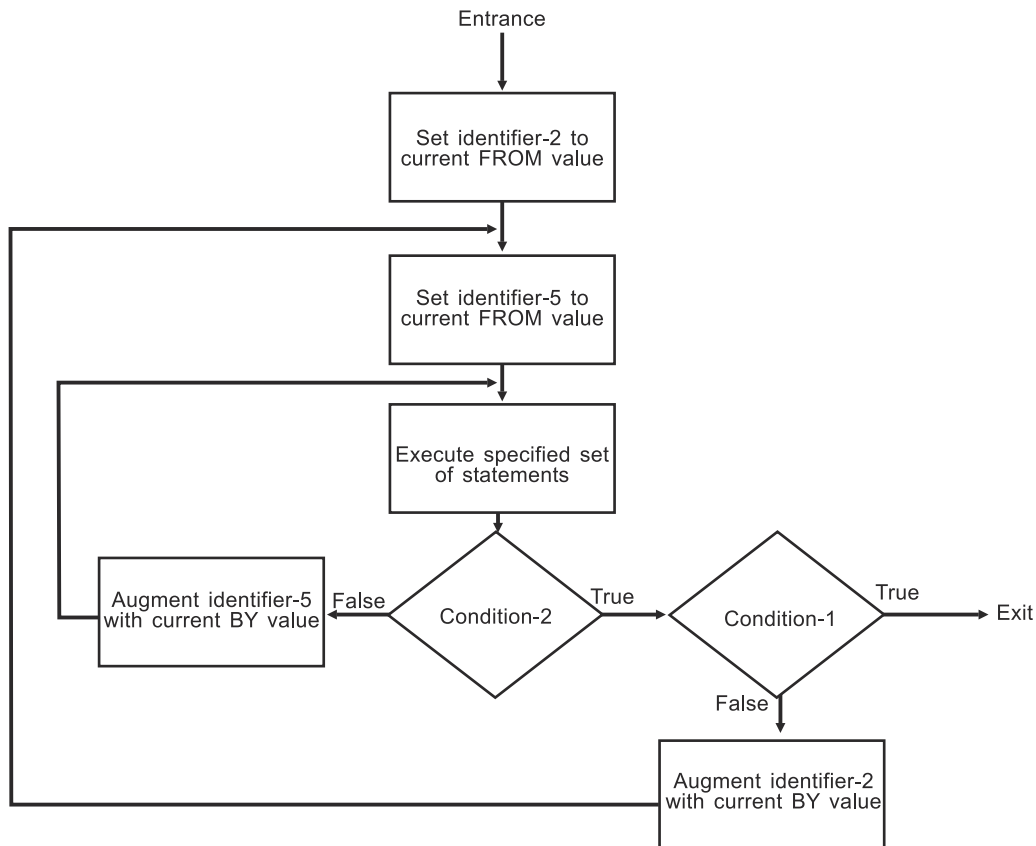 Entrance
Set identifier-2 to
current FROM value
Set identifier-5 to
current FROM value
Execute specified set
of statements
Augment identifier-5
with current BY value
False
Condition-2
True
Condition-1
True
Exit
False
Augment identifier-2
with current BY value